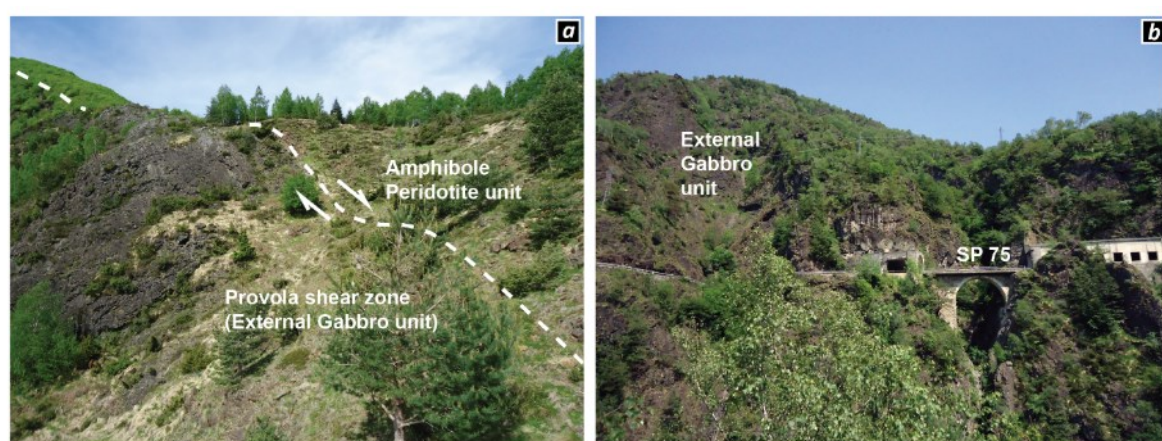 a
Amphibole
Peridotite unit
Provola shear zone
(External Gabbro unit)
b
External
Gabbro
unit
SP 75